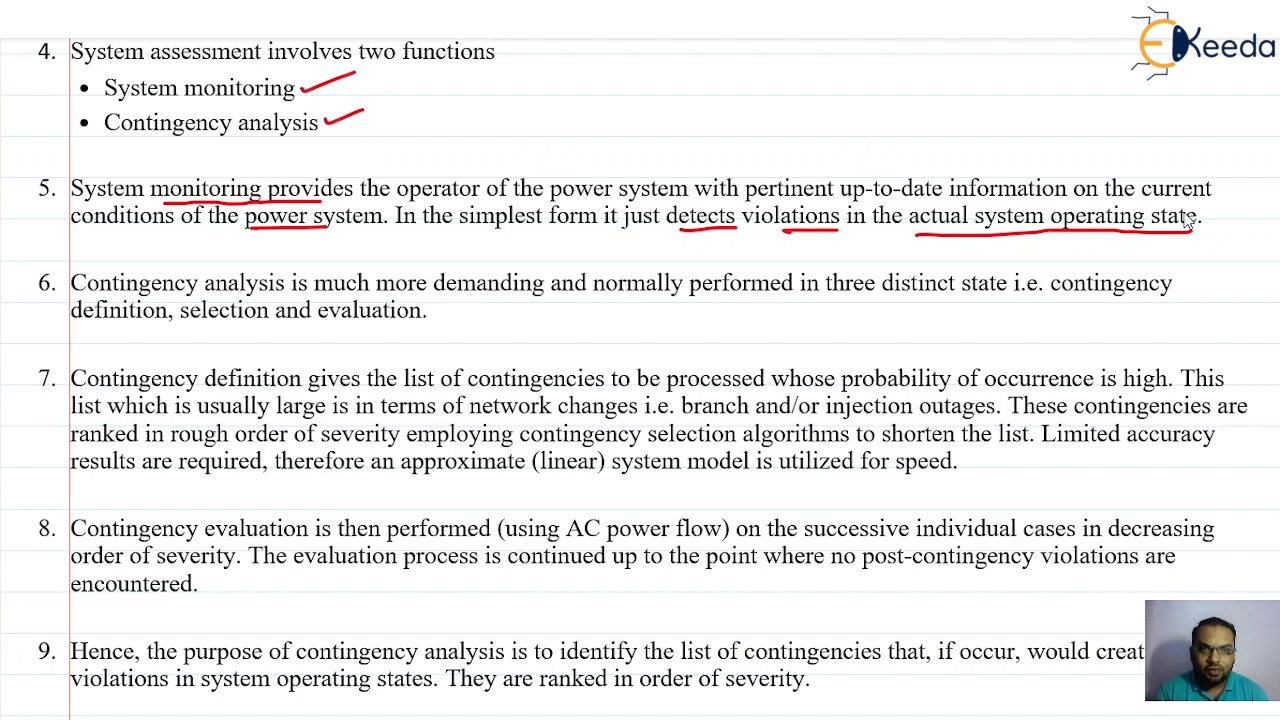 EKeeda
4. System assessment involves two functions
• System monitoring
• Contingency analysis
5. System monitoring provides the operator of the power system with pertinent up-to-date information on the current
conditions of the power system. In the simplest form it just detects violations in the actual system operating state.
6. Contingency analysis is much more demanding and normally performed in three distinct state i.e. contingency
definition, selection and evaluation.
7. Contingency definition gives the list of contingencies to be processed whose probability of occurrence is high. This
list which is usually large is in terms of network changes i.e. branch and/or injection outages. These contingencies are
ranked in rough order of severity employing contingency selection algorithms to shorten the list. Limited accuracy
results are required, therefore an approximate (linear) system model is utilized for speed.
8. Contingency evaluation is then performed (using AC power flow) on the successive individual cases in decreasing
order of severity. The evaluation process is continued up to the point where no post-contingency violations are
encountered.
9. Hence, the purpose of contingency analysis is to identify the list of contingencies that, if occur, would creat
violations in system operating states. They are ranked in order of severity.